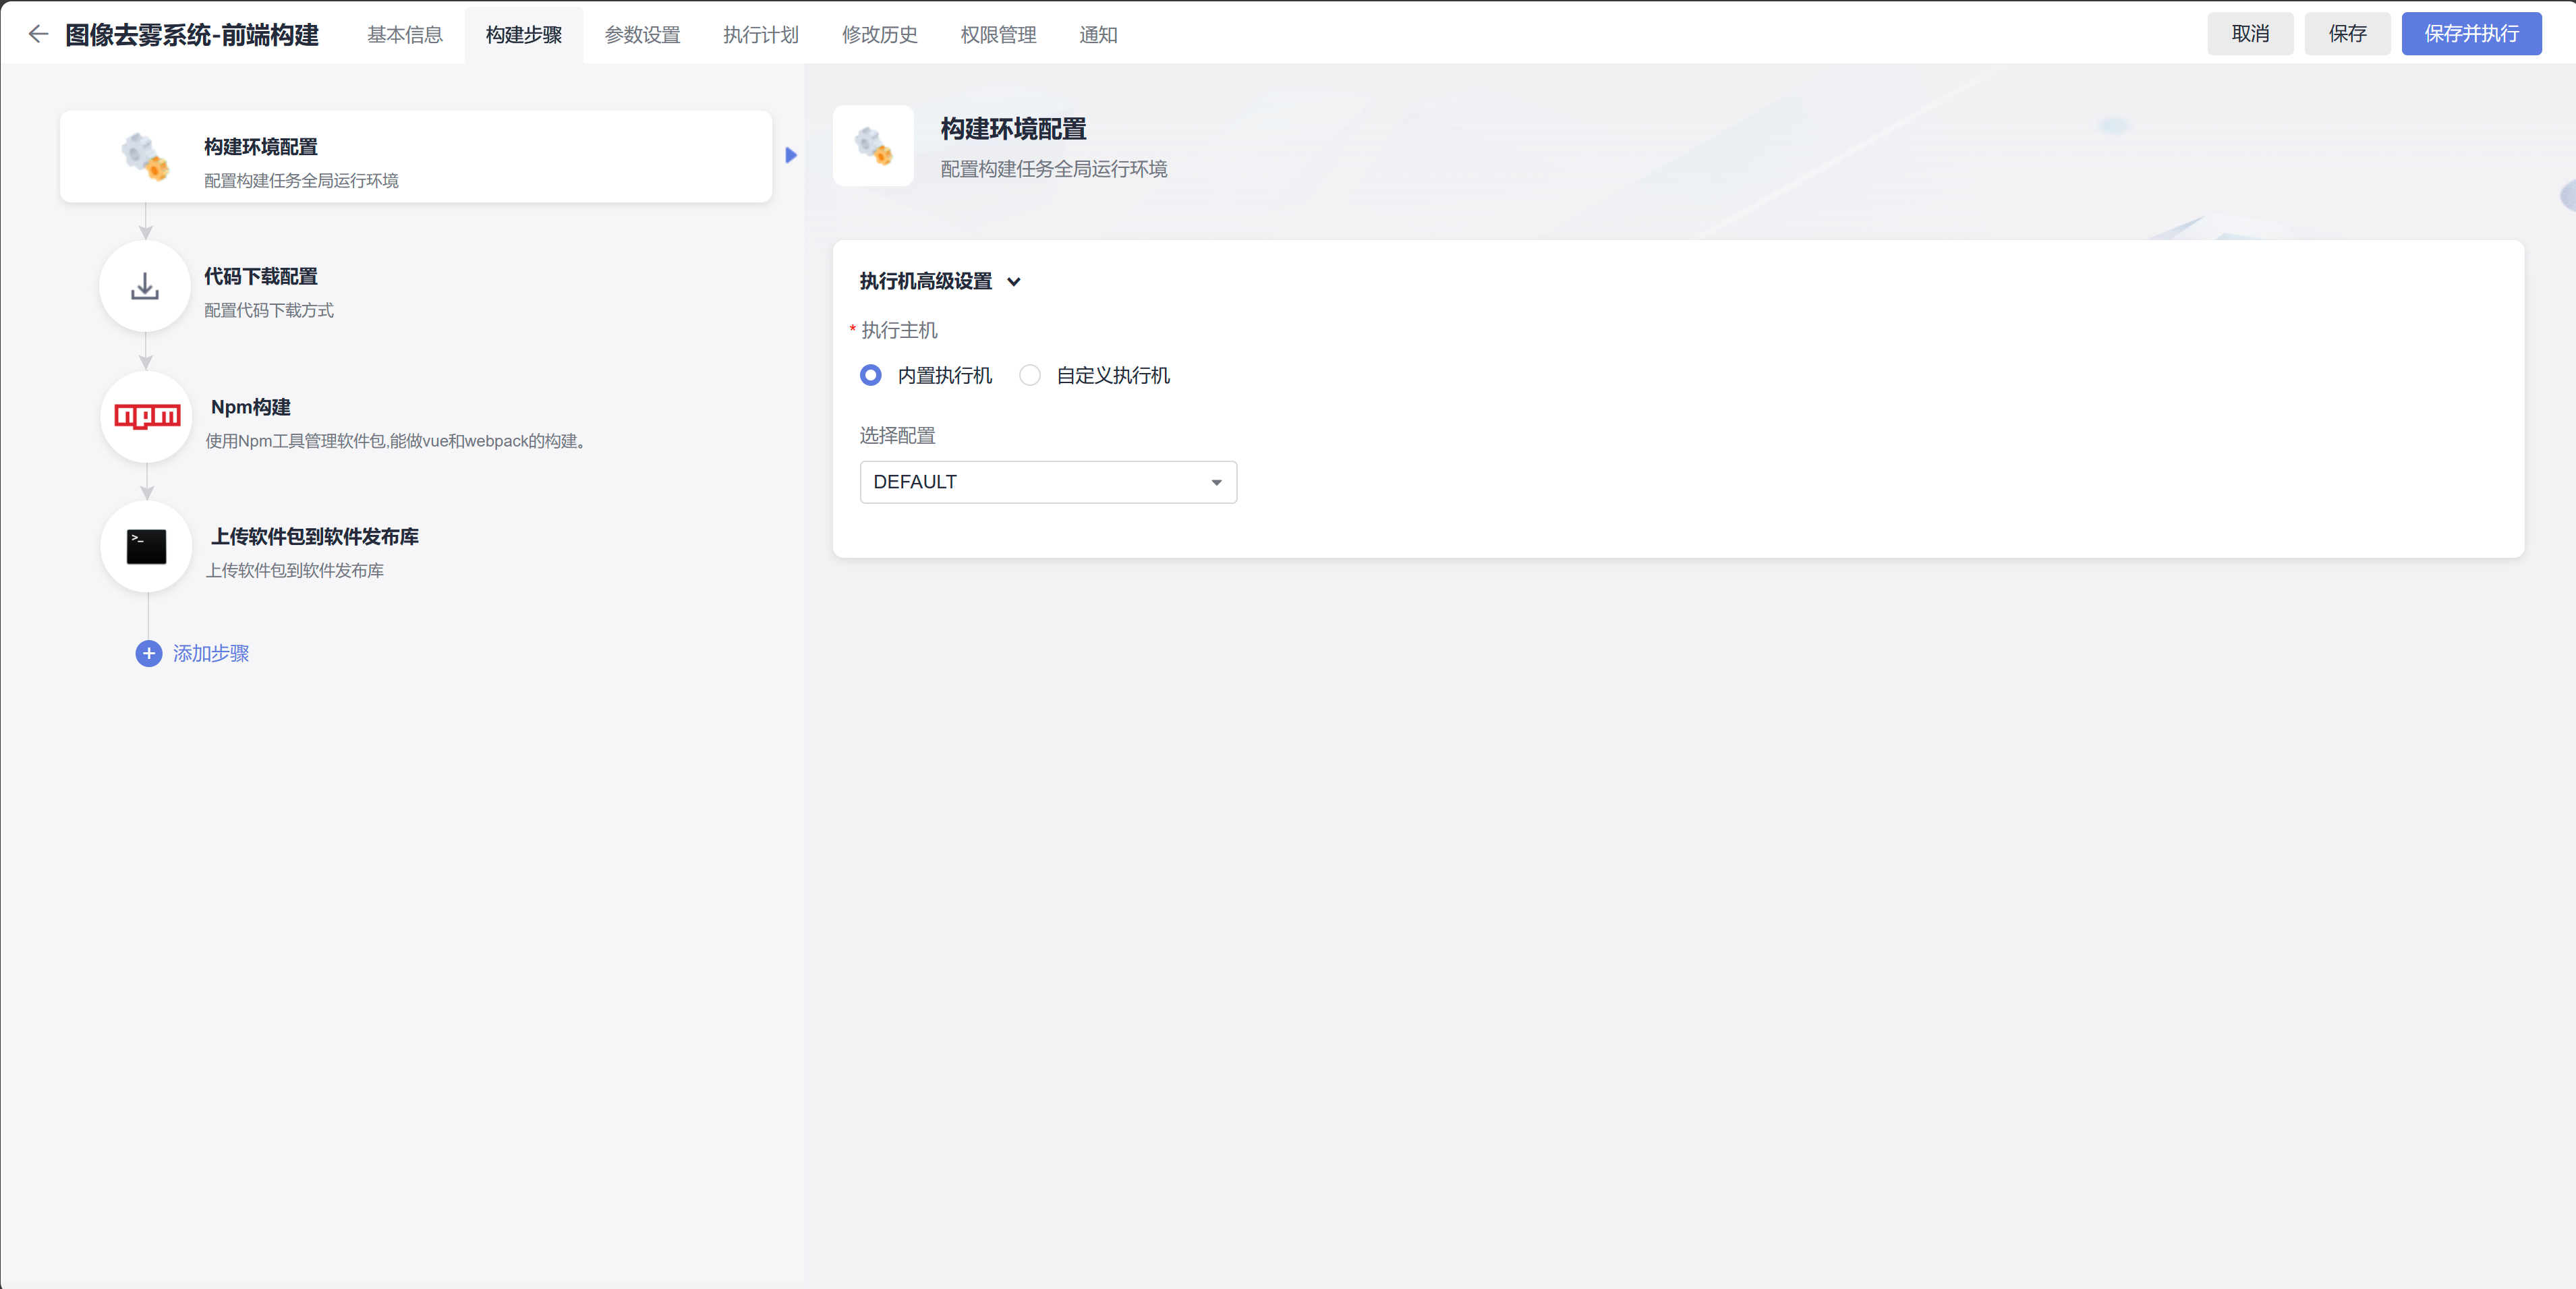 图像去雾系统-前端构建 基本信息 构建步骤 参数设置 执行计划 修改历史 权限管理 通知 取消 保存 保存并执行
构建环境配置
配置构建任务全局运行环境
代码下载配置
配置代码下载方式
npm
Npm构建
使用Npm工具管理软件包,能做vue和webpack的构建。
>_
上传软件包到软件发布库
上传软件包到软件发布库
添加步骤
构建环境配置
配置构建任务全局运行环境
执行机高级设置
* 执行主机
内置执行机 自定义执行机
选择配置
DEFAULT